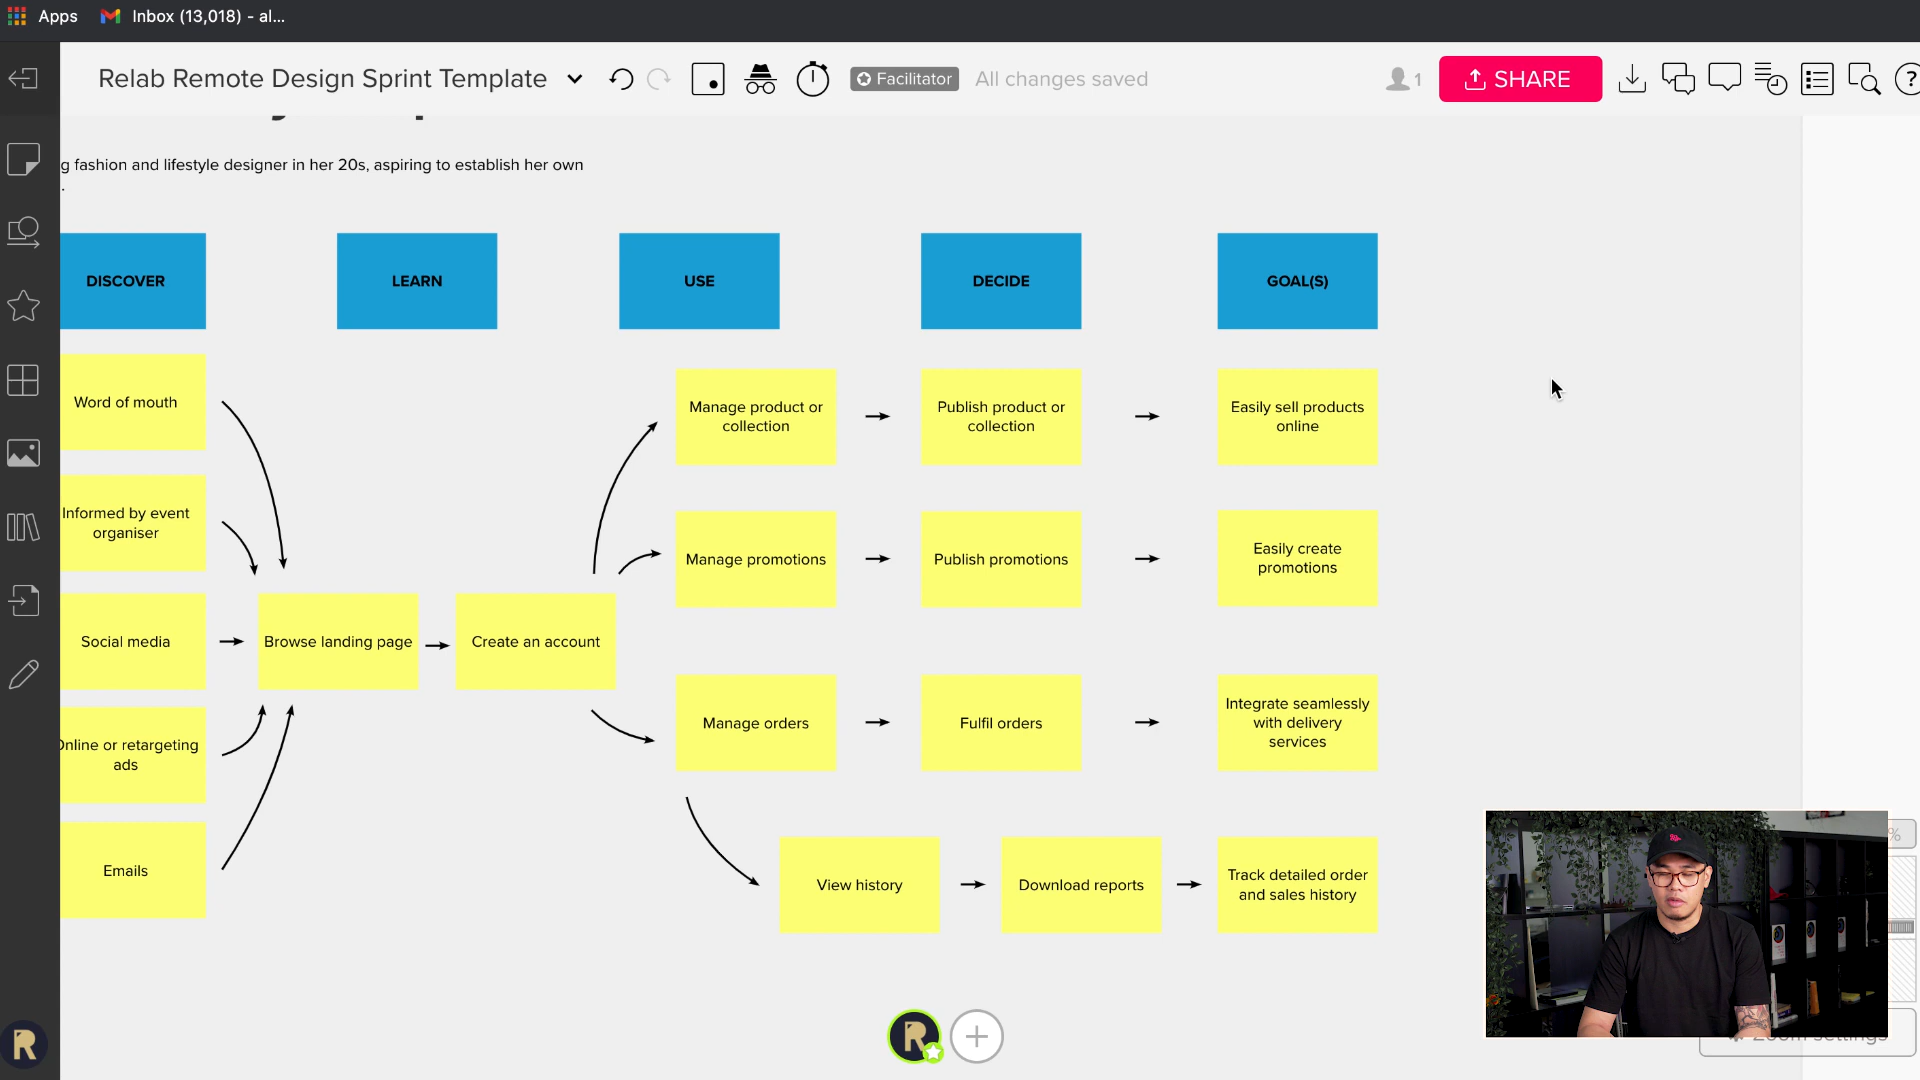 Apps
Inbox (13,018) - al...
Relab Remote Design Sprint Template
Facilitator
All changes saved
1
SHARE
?
g fashion and lifestyle designer in her 20s, aspiring to establish her own
.
DISCOVER
LEARN
USE
DECIDE
GOAL(S)
Word of mouth
Informed by event
organiser
Social media
Online or retargeting
ads
Emails
Browse landing page
Create an account
Manage product or
collection
Publish product or
collection
Easily sell products
online
Manage promotions
Publish promotions
Easily create
promotions
Manage orders
Fulfil orders
Integrate seamlessly
with delivery
services
View history
Download reports
Track detailed order
and sales history
%
Zoom settings
R
R